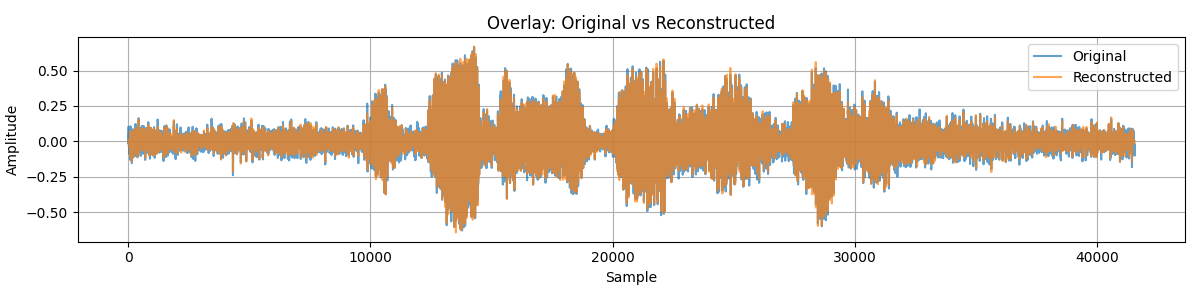 Overlay: Original vs Reconstructed
Original
Reconstructed
Amplitude
0.50
0.25
0.00
−0.25
−0.50
0
10000
20000
30000
40000
Sample